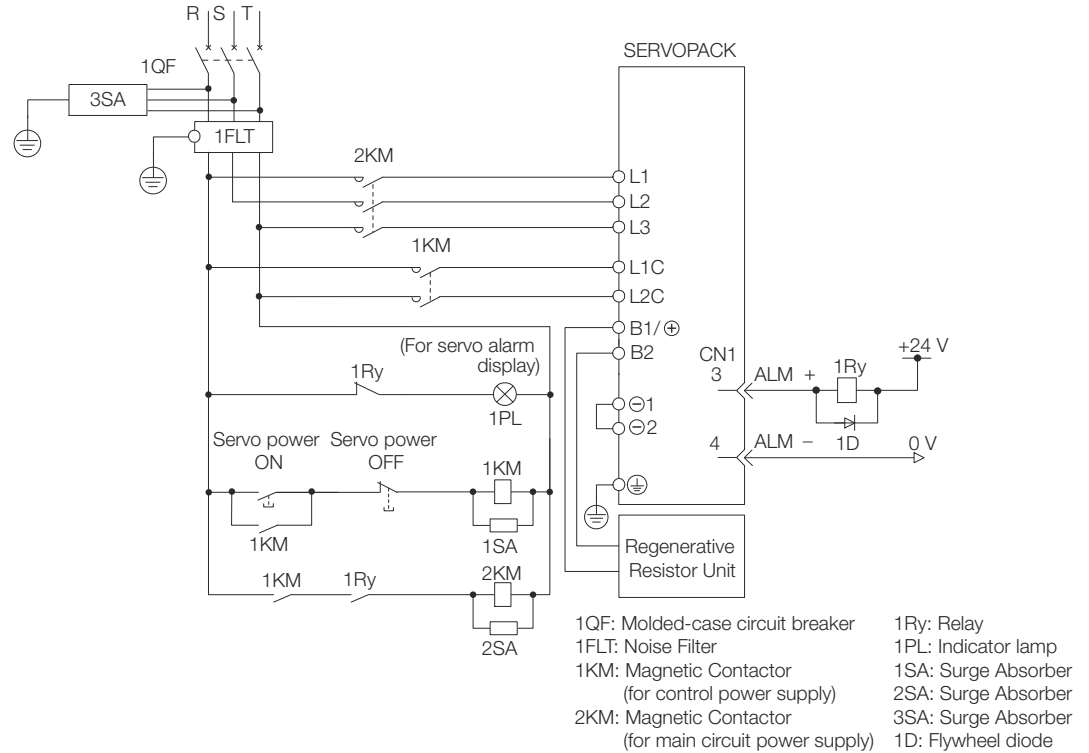 R S T
SERVOPACK
1QF
3SA
1FLT
2KM
L1
L2
L3
1KM
L1C
L2C
B1/⊕
B2
(For servo alarm
display)
CN1
+24 V
1Ry
3
ALM +
1Ry
1PL
⊖1
⊖2
4
ALM −
1D
0 V
Servo power
ON
Servo power
OFF
1KM
1KM
1SA
Regenerative
Resistor Unit
1KM
1Ry
2KM
2SA
1QF: Molded-case circuit breaker
1FLT: Noise Filter
1KM: Magnetic Contactor
(for control power supply)
2KM: Magnetic Contactor
(for main circuit power supply)
1Ry: Relay
1PL: Indicator lamp
1SA: Surge Absorber
2SA: Surge Absorber
3SA: Surge Absorber
1D: Flywheel diode